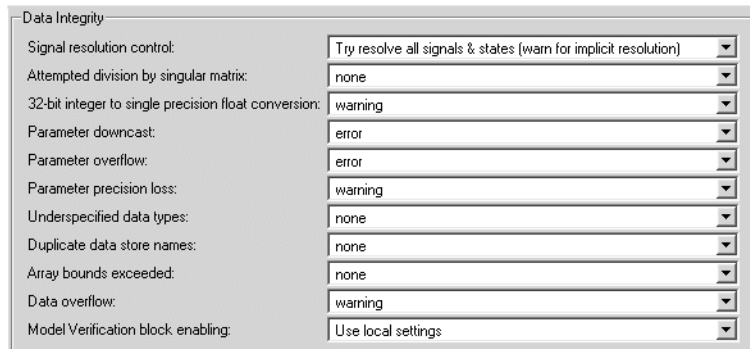 Data Integrity
Signal resolution control: Try resolve all signals & states (warn for implicit resolution)
Attempted division by singular matrix: none
32-bit integer to single precision float conversion: warning
Parameter downcast: error
Parameter overflow: error
Parameter precision loss: warning
Underspecified data types: none
Duplicate data store names: none
Array bounds exceeded: none
Data overflow: warning
Model Verification block enabling: Use local settings